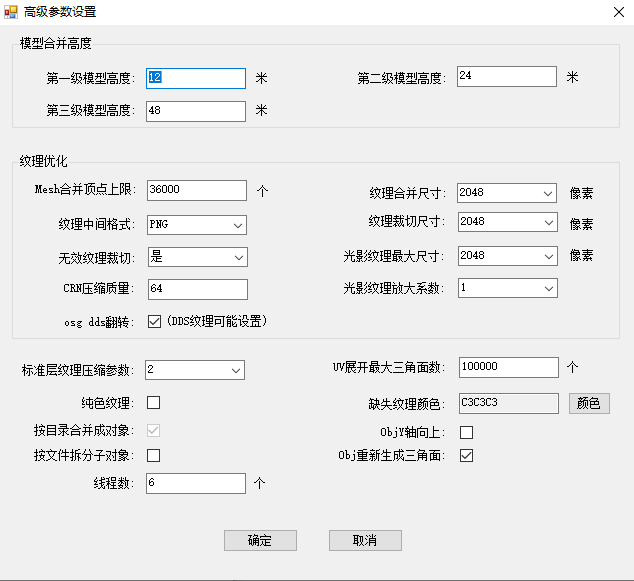 高级参数设置
模型合并高度
第一级模型高度: 12 米 第二级模型高度: 24 米
第三级模型高度: 48 米
纹理优化
Mesh合并顶点上限: 36000 个 纹理合并尺寸: 2048 像素
纹理中间格式: PNG 纹理裁切尺寸: 2048 像素
无效纹理裁切: 是 光影纹理最大尺寸: 2048 像素
CRN压缩质量: 64 光影纹理放大系数: 1
osg dds翻转: (DDS纹理可能设置)
标准层纹理压缩参数: 2 UV展开最大三角面数: 100000 个
纯色纹理: 缺失纹理颜色: C3C3C3 颜色
按目录合并成对象: ObjY轴向上:
按文件拆分子对象: Obj重新生成三角面:
线程数: 6 个
确定 取消